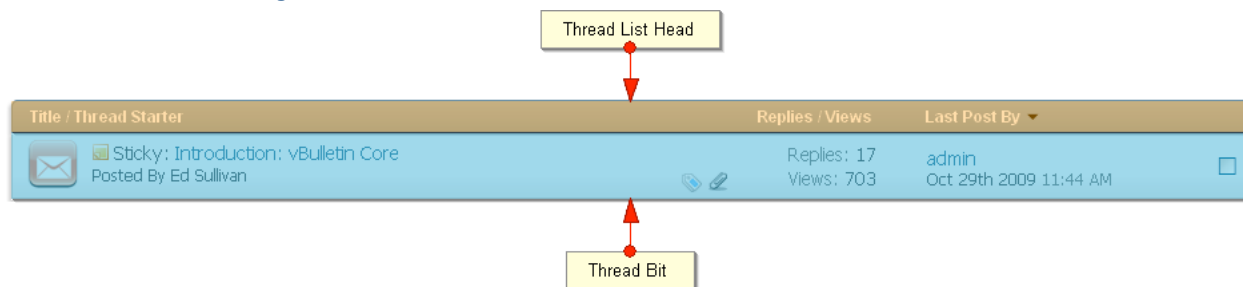 Thread List Head
Title / Thread Starter Replies / Views Last Post By
Sticky: Introduction: vBulletin Core Replies: 17 admin
Posted By Ed Sullivan Views: 703 Oct 29th 2009 11:44 AM
Thread Bit